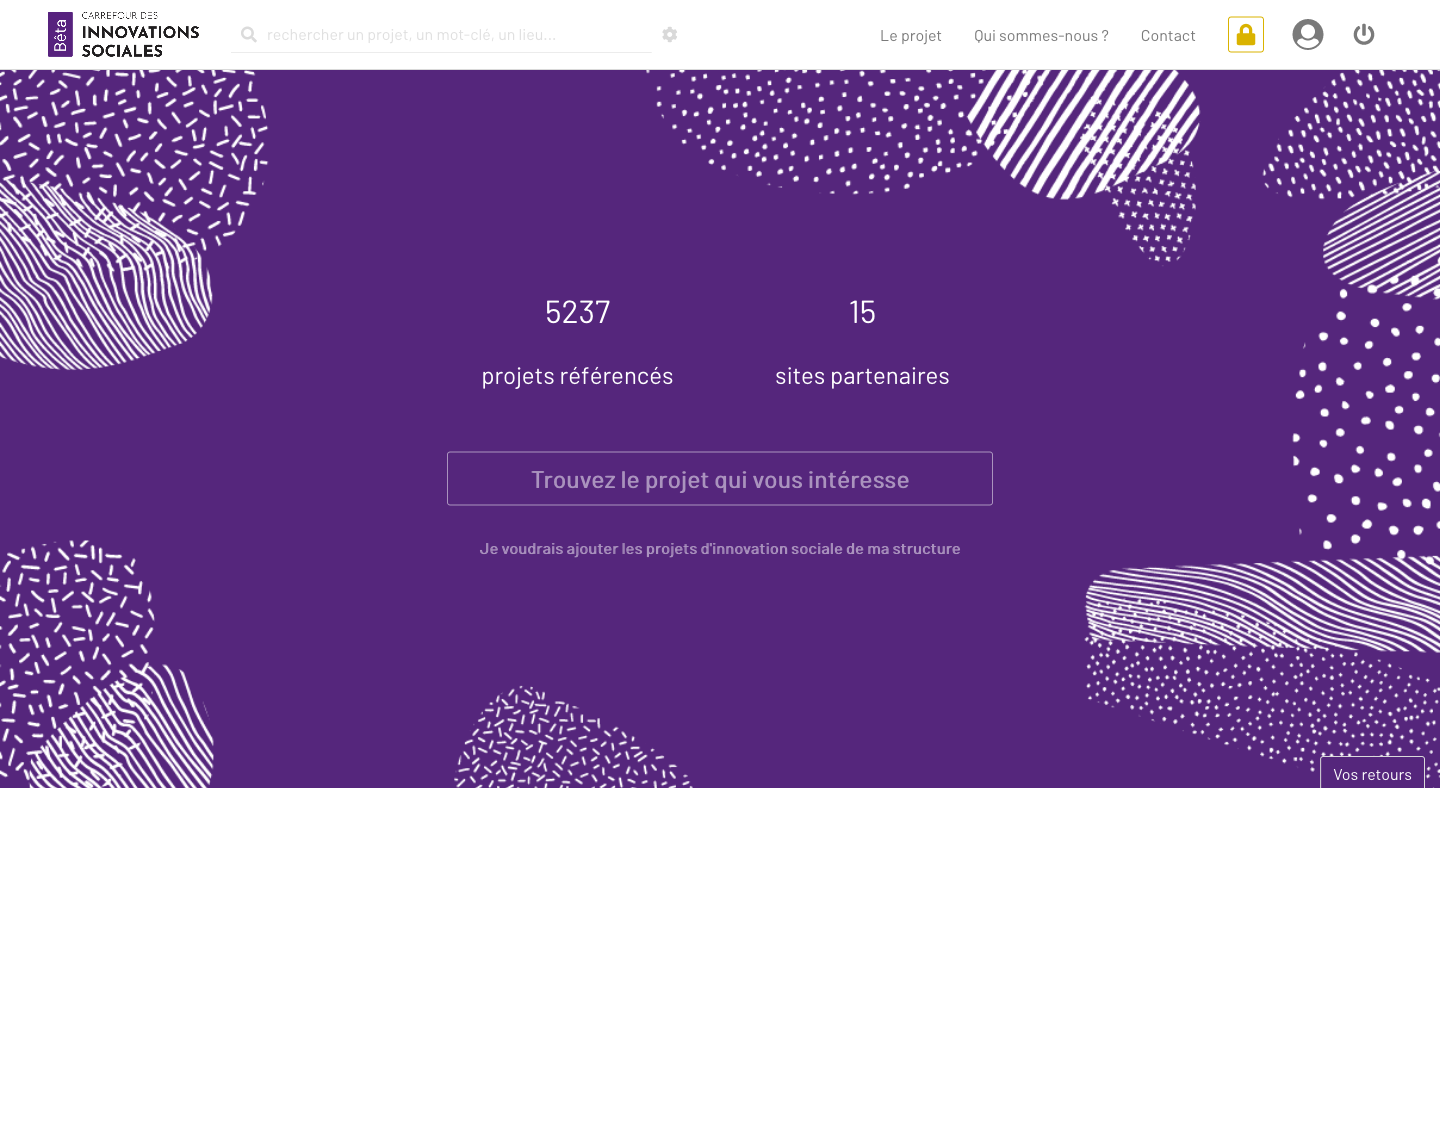 Bêta
CARREFOUR DES
INNOVATIONS
SOCIALES
rechercher un projet, un mot-clé, un lieu...
Le projet
Qui sommes-nous ?
Contact
5237
projets référencés
15
sites partenaires
Trouvez le projet qui vous intéresse
Je voudrais ajouter les projets d'innovation sociale de ma structure
Vos retours